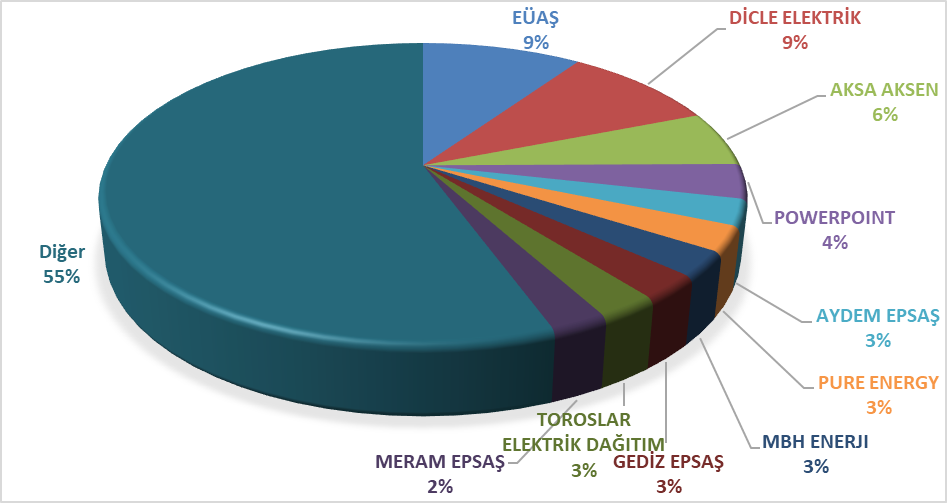 EÜAŞ
9%
DİCLE ELEKTRİK
9%
AKSA AKSEN
6%
POWERPOINT
4%
AYDEM EPSAŞ
3%
PURE ENERGY
3%
MBH ENERJI
3%
GEDİZ EPSAŞ
3%
TOROSLAR
ELEKTRİK DAĞITIM
3%
MERAM EPSAŞ
2%
Diğer
55%